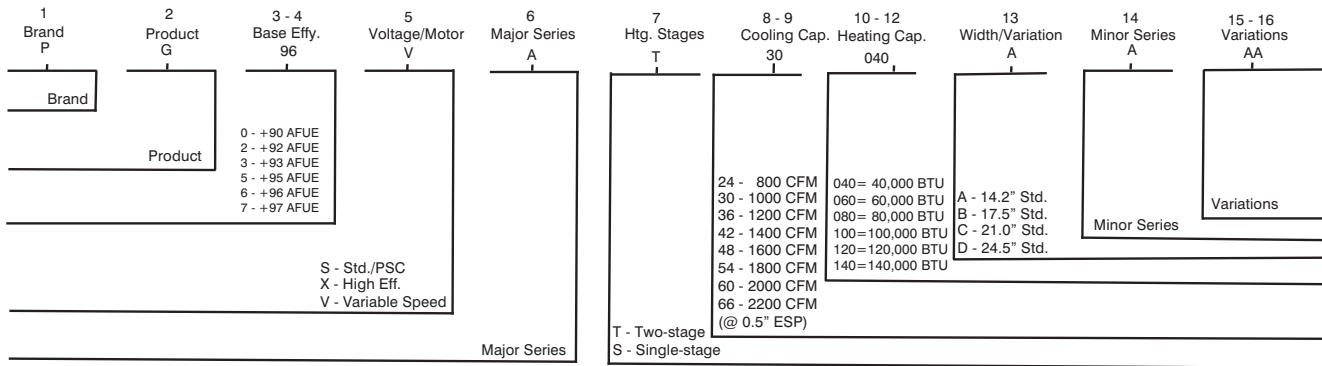 1 2 3 - 4 5 6 7 8 - 9 10 - 12 13 14 15 - 16
Brand Product Base Effy. Voltage/Motor Major Series Htg. Stages Cooling Cap. Heating Cap. Width/Variation Minor Series Variations
P G 96 V A T 30 040 A A AA
Brand
Product
0 - +90 AFUE
2 - +92 AFUE
3 - +93 AFUE
5 - +95 AFUE
6 - +96 AFUE
7 - +97 AFUE
S - Std./PSC
X - High Eff.
V - Variable Speed
Major Series
T - Two-stage
S - Single-stage
24 - 800 CFM
30 - 1000 CFM
36 - 1200 CFM
42 - 1400 CFM
48 - 1600 CFM
54 - 1800 CFM
60 - 2000 CFM
66 - 2200 CFM
(@ 0.5” ESP)
040= 40,000 BTU
060= 60,000 BTU
080= 80,000 BTU
100=100,000 BTU
120=120,000 BTU
140=140,000 BTU
A - 14.2” Std.
B - 17.5” Std.
C - 21.0” Std.
D - 24.5” Std.
Minor Series
Variations